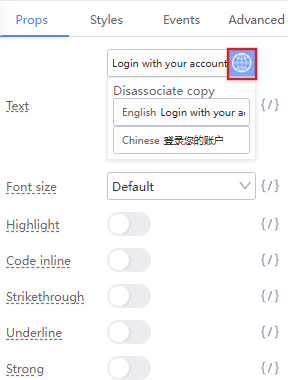 Props Styles Events Advanced
Login with your account
Disassociate copy
Text {/}
English Login with your a
Chinese 登录您的账户
Font size Default {/}
Highlight {/}
Code inline {/}
Strikethrough {/}
Underline {/}
Strong {/}